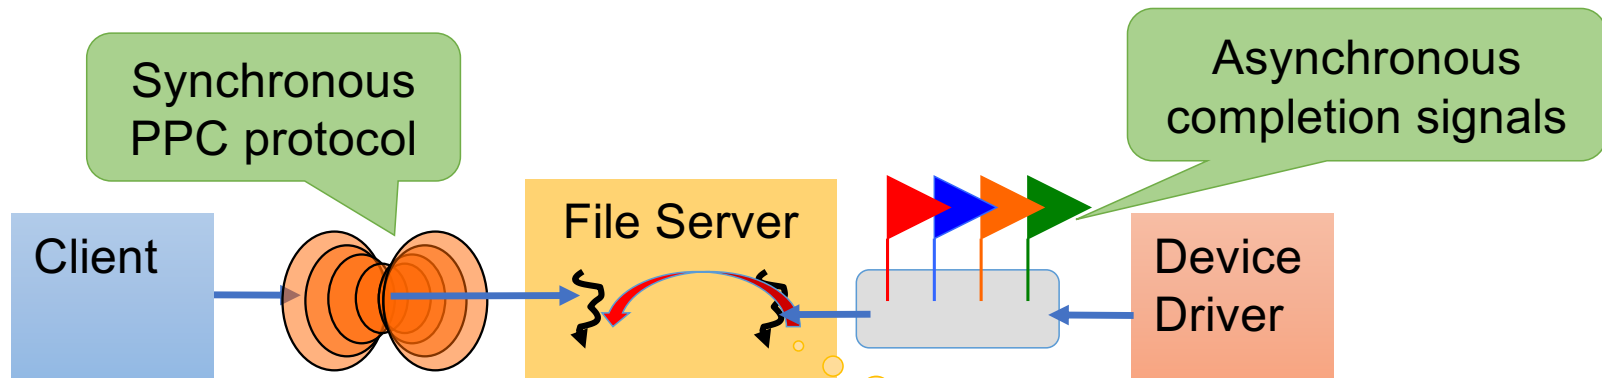 Synchronous
PPC protocol
Asynchronous
completion signals
Client
File Server
Device
Driver